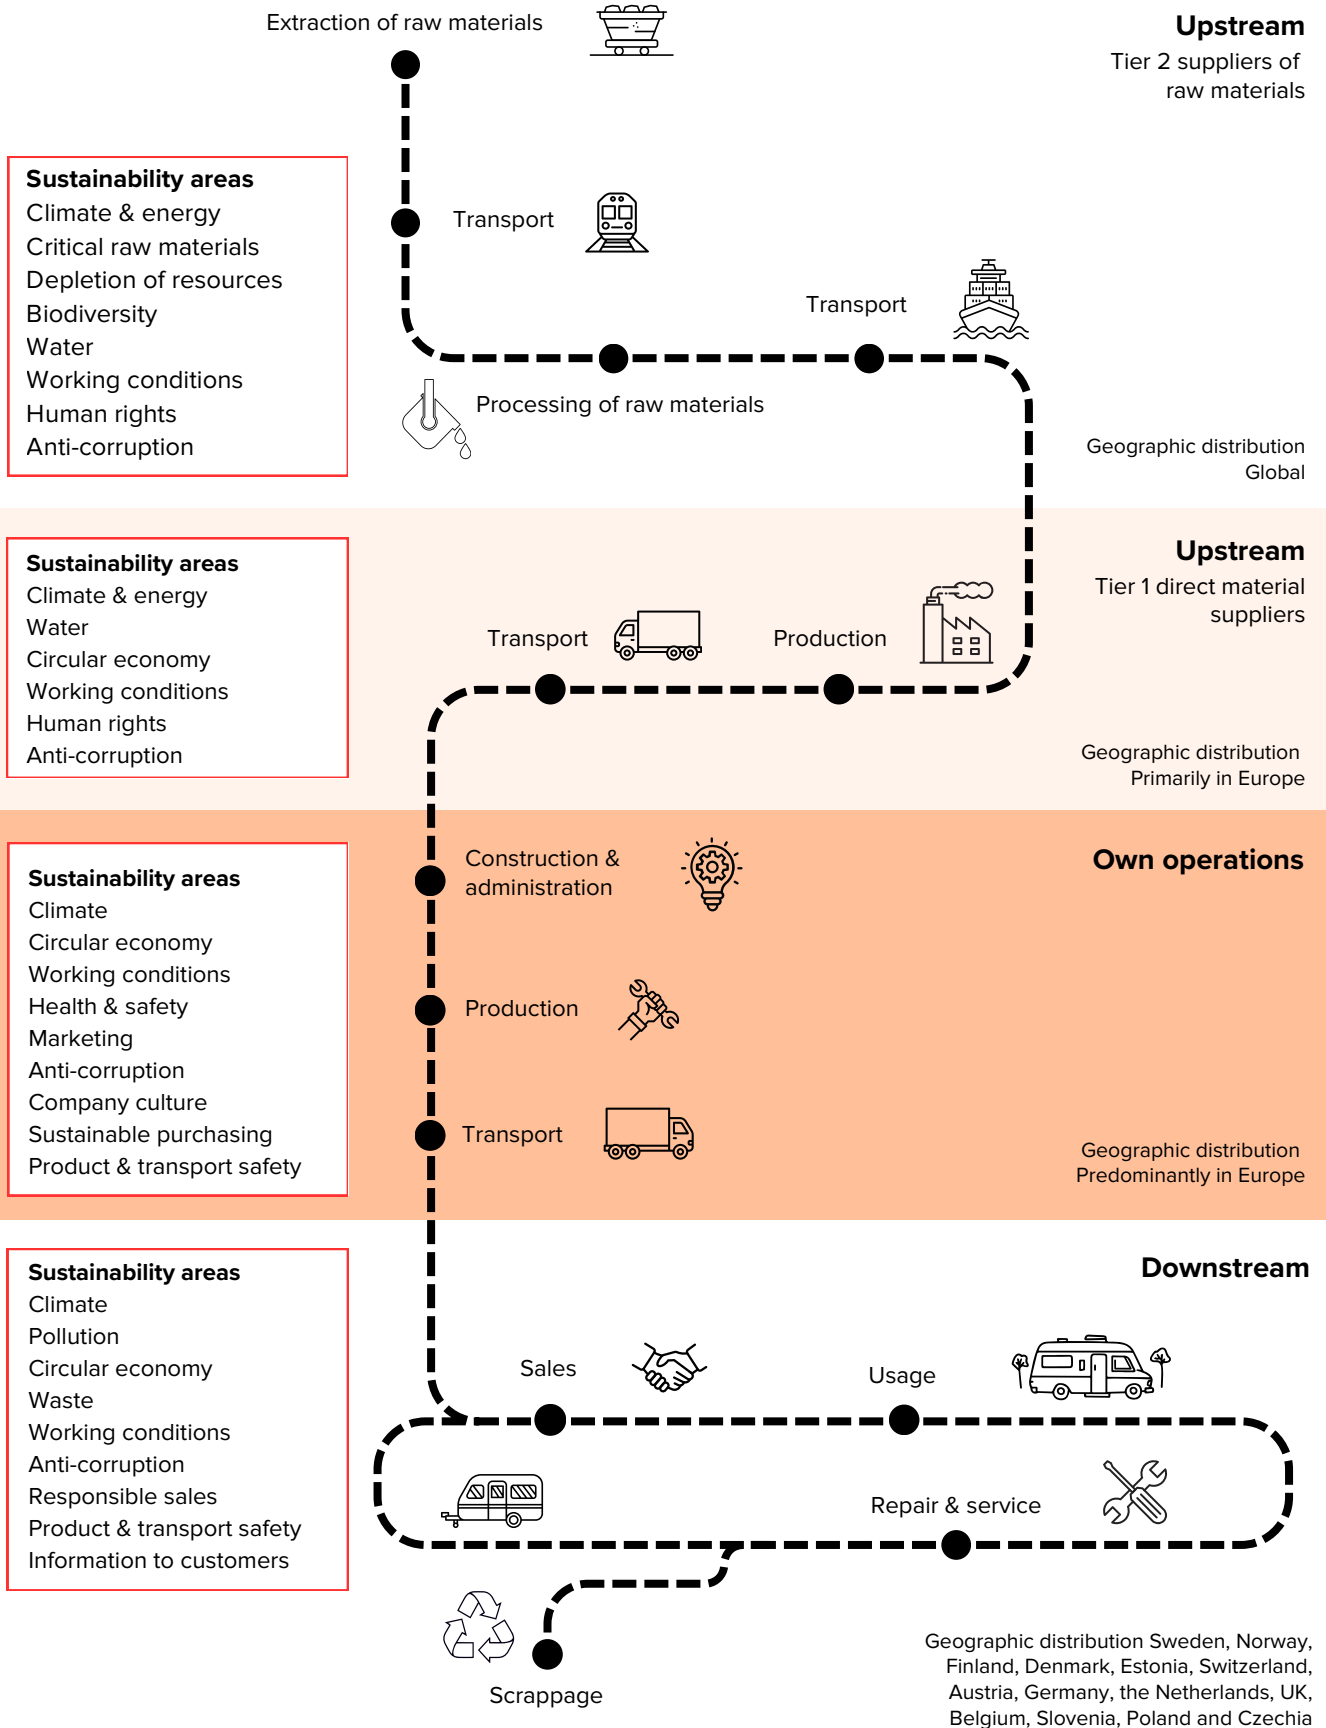 Extraction of raw materials
Upstream
Tier 2 suppliers of
raw materials
Sustainability areas
Climate & energy
Critical raw materials
Depletion of resources
Biodiversity
Water
Working conditions
Human rights
Anti-corruption
Transport
Transport
Processing of raw materials
Geographic distribution
Global
Upstream
Tier 1 direct material
suppliers
Sustainability areas
Climate & energy
Water
Circular economy
Working conditions
Human rights
Anti-corruption
Transport
Production
Geographic distribution
Primarily in Europe
Own operations
Sustainability areas
Climate
Circular economy
Working conditions
Health & safety
Marketing
Anti-corruption
Company culture
Sustainable purchasing
Product & transport safety
Construction &
administration
Production
Transport
Geographic distribution
Predominantly in Europe
Downstream
Sustainability areas
Climate
Pollution
Circular economy
Waste
Working conditions
Anti-corruption
Responsible sales
Product & transport safety
Information to customers
Sales
Usage
Repair & service
Scrappage
Geographic distribution Sweden, Norway,
Finland, Denmark, Estonia, Switzerland,
Austria, Germany, the Netherlands, UK,
Belgium, Slovenia, Poland and Czechia